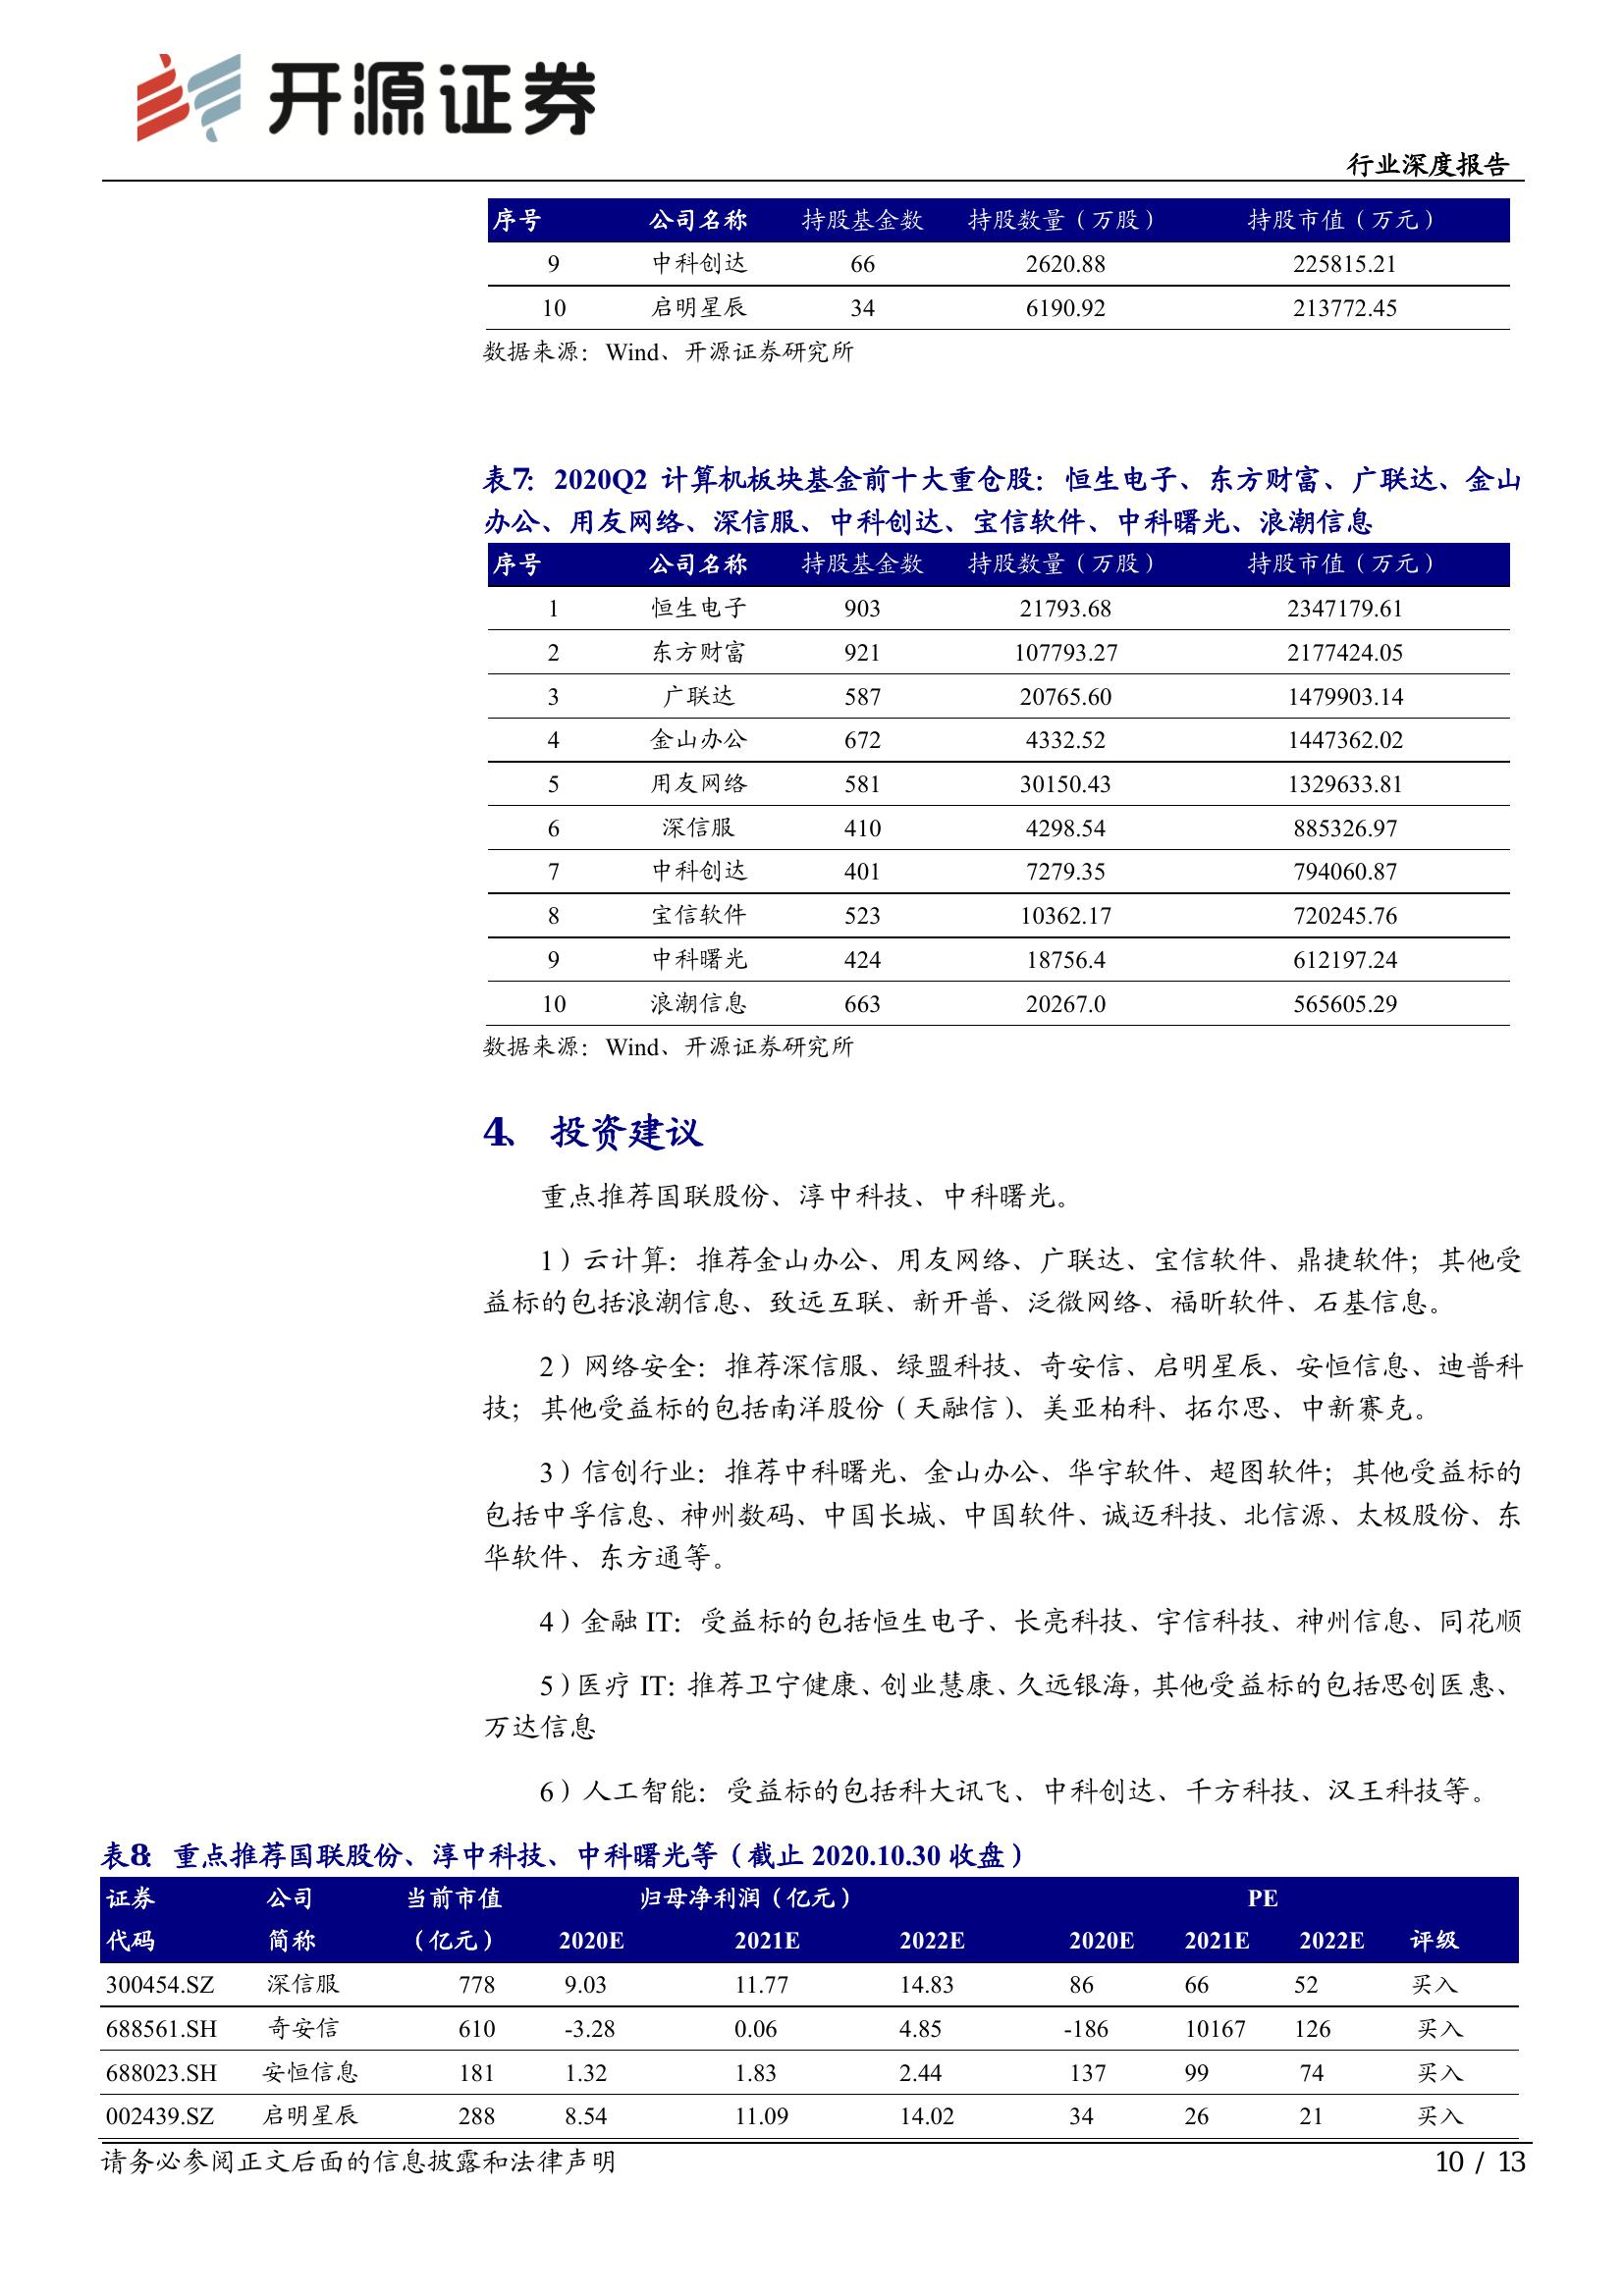 开源证券
行业深度报告
序号 公司名称 持股基金数 持股数量（万股） 持股市值（万元）
9 中科创达 66 2620.88 225815.21
10 启明星辰 34 6190.92 213772.45
数据来源：Wind、开源证券研究所
表7：2020Q2 计算机板块基金前十大重仓股：恒生电子、东方财富、广联达、金山
办公、用友网络、深信服、中科创达、宝信软件、中科曙光、浪潮信息
序号 公司名称 持股基金数 持股数量（万股） 持股市值（万元）
1 恒生电子 903 21793.68 2347179.61
2 东方财富 921 107793.27 2177424.05
3 广联达 587 20765.60 1479903.14
4 金山办公 672 4332.52 1447362.02
5 用友网络 581 30150.43 1329633.81
6 深信服 410 4298.54 885326.97
7 中科创达 401 7279.35 794060.87
8 宝信软件 523 10362.17 720245.76
9 中科曙光 424 18756.4 612197.24
10 浪潮信息 663 20267.0 565605.29
数据来源：Wind、开源证券研究所
4、 投资建议
重点推荐国联股份、淳中科技、中科曙光。
1）云计算：推荐金山办公、用友网络、广联达、宝信软件、鼎捷软件；其他受
益标的包括浪潮信息、致远互联、新开普、泛微网络、福昕软件、石基信息。
2）网络安全：推荐深信服、绿盟科技、奇安信、启明星辰、安恒信息、迪普科
技；其他受益标的包括南洋股份（天融信）、美亚柏科、拓尔思、中新赛克。
3）信创行业：推荐中科曙光、金山办公、华宇软件、超图软件；其他受益标的
包括中孚信息、神州数码、中国长城、中国软件、诚迈科技、北信源、太极股份、东
华软件、东方通等。
4）金融 IT：受益标的包括恒生电子、长亮科技、宇信科技、神州信息、同花顺
5）医疗 IT：推荐卫宁健康、创业慧康、久远银海，其他受益标的包括思创医惠、
万达信息
6）人工智能：受益标的包括科大讯飞、中科创达、千方科技、汉王科技等。
表8：重点推荐国联股份、淳中科技、中科曙光等（截止 2020.10.30 收盘）
证券 公司 当前市值 归母净利润（亿元） PE
代码 简称 （亿元） 2020E 2021E 2022E 2020E 2021E 2022E 评级
300454.SZ 深信服 778 9.03 11.77 14.83 86 66 52 买入
688561.SH 奇安信 610 -3.28 0.06 4.85 -186 10167 126 买入
688023.SH 安恒信息 181 1.32 1.83 2.44 137 99 74 买入
002439.SZ 启明星辰 288 8.54 11.09 14.02 34 26 21 买入
请务必参阅正文后面的信息披露和法律声明
10 / 13